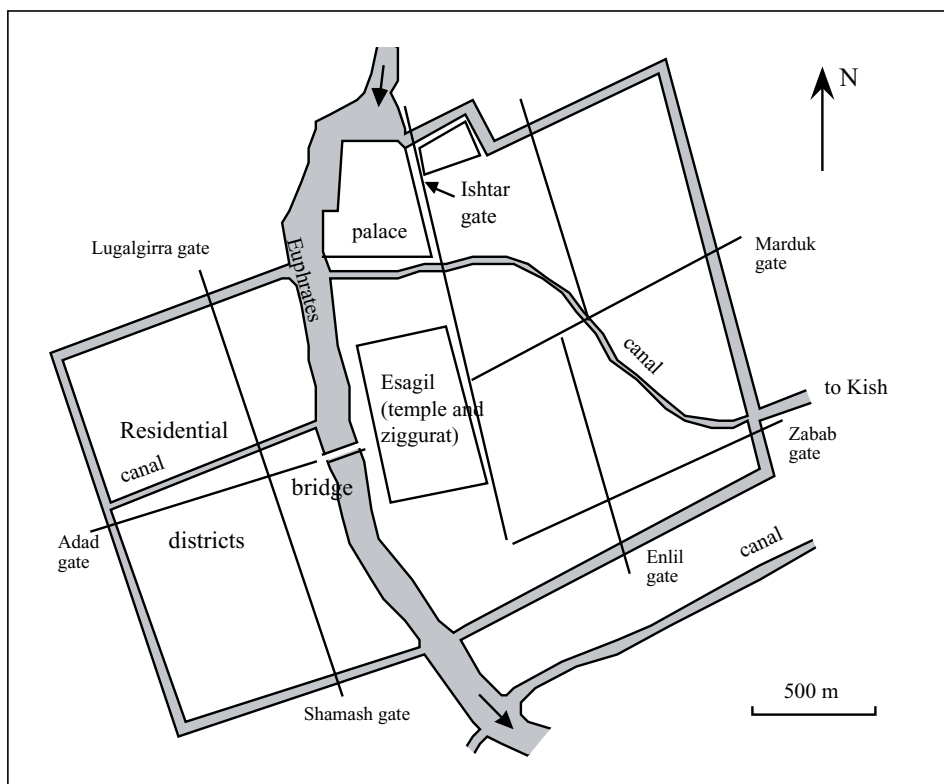 N
Ishtar
gate
palace
Lugalgirra gate
Euphrates
Marduk
gate
canal
Esagil
(temple and
ziggurat)
to Kish
Residential
Zabab
gate
canal
bridge
Adad
gate
districts
Enlil
gate
canal
500 m
Shamash gate